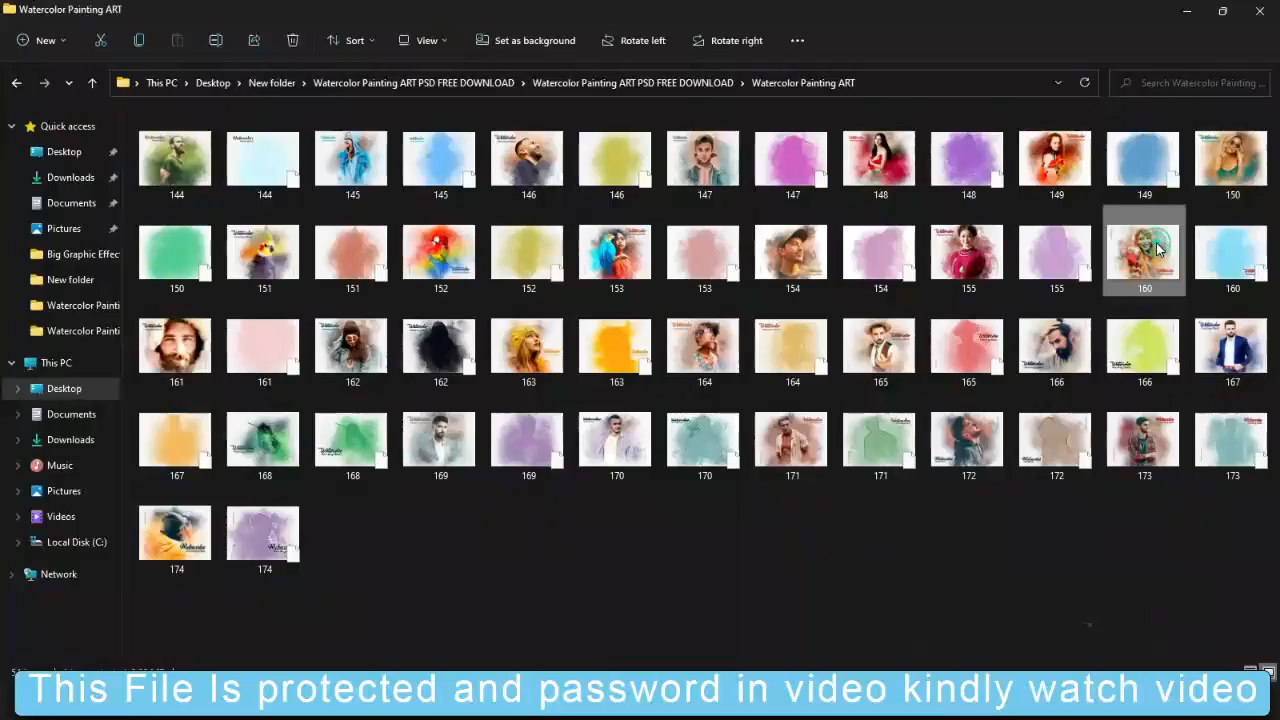 Watercolor Painting ART
New
Sort
View
Set as background
Rotate left
Rotate right
This PC > Desktop > New folder > Watercolor Painting ART PSD FREE DOWNLOAD > Watercolor Painting ART PSD FREE DOWNLOAD > Watercolor Painting ART
Search Watercolor Painting ...
Quick access
Desktop
Downloads
Documents
Pictures
Big Graphic Effec
New folder
Watercolor Painti
Watercolor Painti
This PC
Desktop
Documents
Downloads
Music
Pictures
Videos
Local Disk (C:)
Network
144 144 145 145 146 146 147 147 148 148 149 149 150
150 151 151 152 152 153 153 154 154 155 155 160 160
161 161 162 162 163 163 164 164 165 165 166 166 167
167 168 168 169 169 170 170 171 171 172 172 173 173
174 174
This File Is protected and password in video kindly watch video